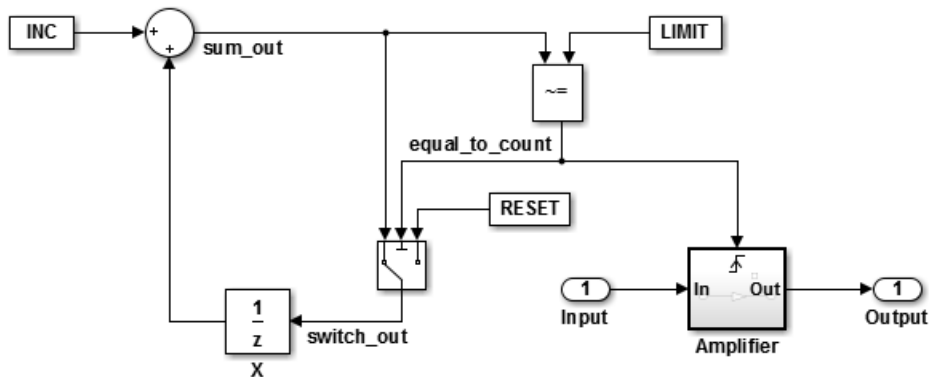 INC
+
+
sum_out
LIMIT
~=
equal_to_count
RESET
1
z
X
switch_out
1
Input
In
Out
Amplifier
1
Output